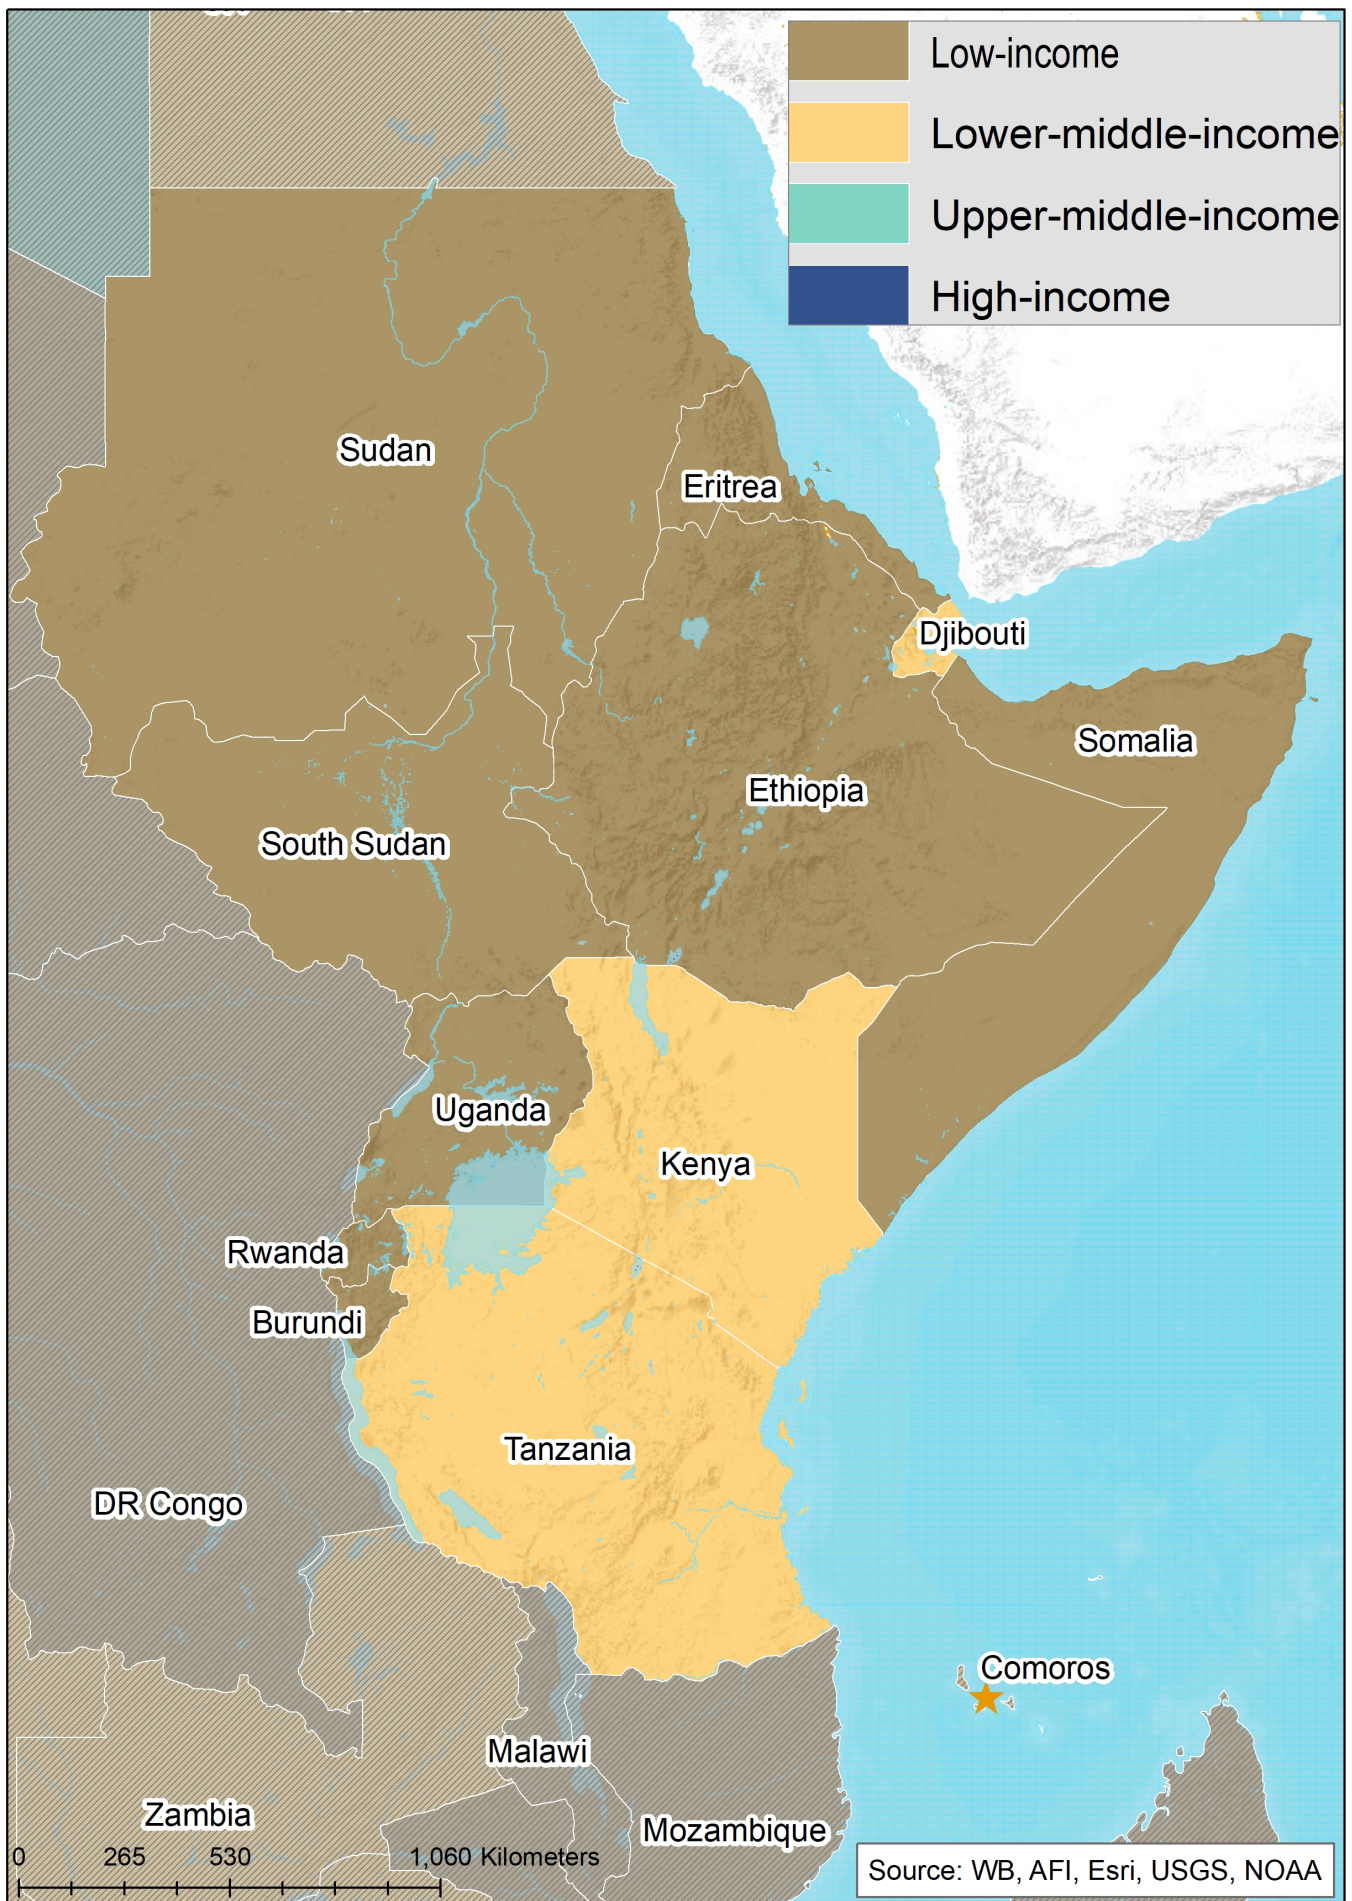 Low-income
Lower-middle-income
Upper-middle-income
High-income
Sudan
Eritrea
Djibouti
Somalia
Ethiopia
South Sudan
Uganda
Kenya
Rwanda
Burundi
Tanzania
DR Congo
Comoros
Malawi
Zambia
Mozambique
0 265 530 1,060 Kilometers
Source: WB, AFI, Esri, USGS, NOAA